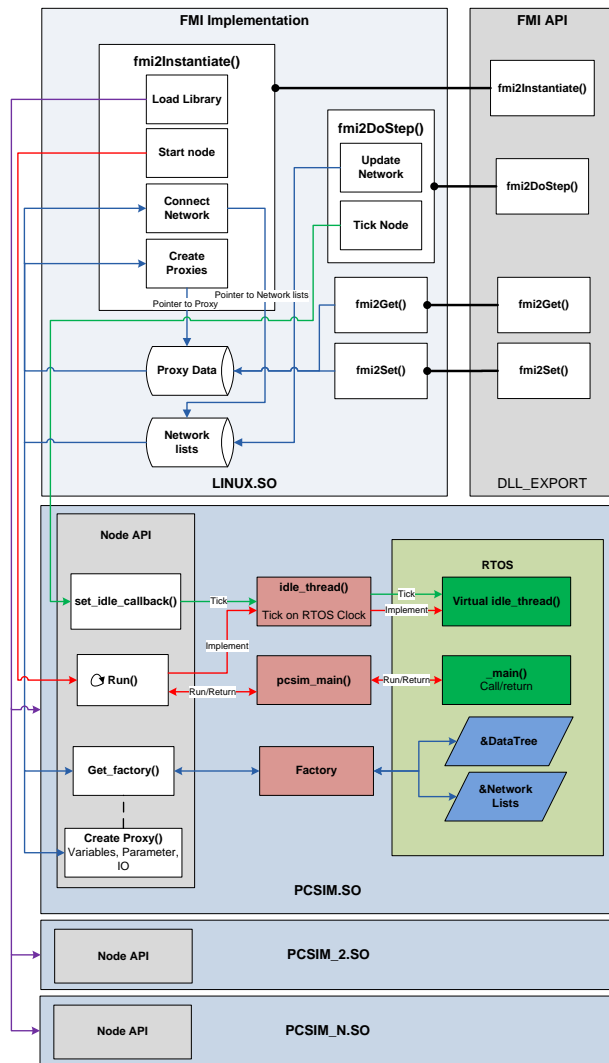 FMI Implementation
FMI API
fmi2Instantiate()
Load Library
Start node
Connect
Network
Create
Proxies
Pointer to Proxy
Pointer to Network lists
fmi2DoStep()
Update
Network
Tick Node
fmi2Instantiate()
fmi2DoStep()
fmi2Get()
fmi2Get()
Proxy Data
fmi2Set()
fmi2Set()
Network
lists
LINUX.SO
DLL_EXPORT
Node API
RTOS
set_idle_callback()
Tick
idle_thread()
Tick on RTOS Clock
Tick
Implement
Virtual idle_thread()
Implement
Run()
Run/Return
pcsim_main()
Run/Return
_main()
Call/return
Get_factory()
Factory
&DataTree
&Network
Lists
Create Proxy()
Variables, Parameter,
IO
PCSIM.SO
Node API
PCSIM_2.SO
Node API
PCSIM_N.SO